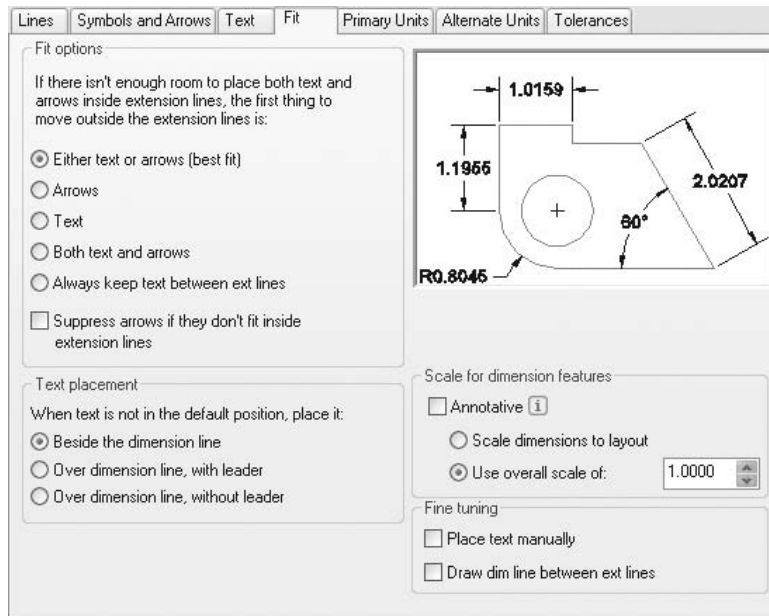 Lines
Symbols and Arrows
Text
Fit
Primary Units
Alternate Units
Tolerances
Fit options
If there isn't enough room to place both text and
arrows inside extension lines, the first thing to
move outside the extension lines is:
Either text or arrows (best fit)
Arrows
Text
Both text and arrows
Always keep text between ext lines
Suppress arrows if they don't fit inside
extension lines
Text placement
When text is not in the default position, place it:
Beside the dimension line
Over dimension line, with leader
Over dimension line, without leader
1.0159
1.1955
2.0207
60°
R0.8045
Scale for dimension features
Annotative
Scale dimensions to layout
Use overall scale of:
1.0000
Fine tuning
Place text manually
Draw dim line between ext lines